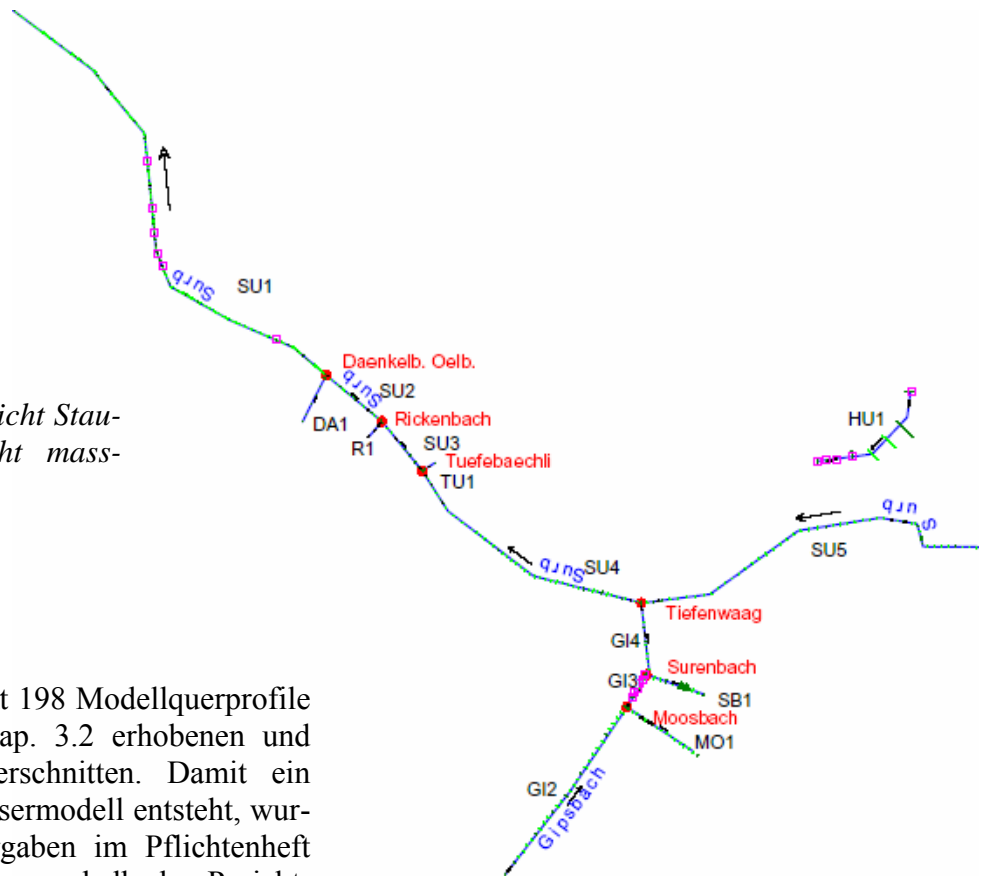 Surb
SU1
Daenkelb. Oelb.
Surb
SU2
DA1
Rickenbach
R1
SU3
Tuefebaechli
TU1
HU1
icht Stau-
ht mass-
Surb
SU5
Surb
SU4
Tiefenwaag
GI4
Surenbach
GI3
SB1
Moosbach
MO1
GI2
Gipsbach
t 198 Modellquerprofile
ap. 3.2 erhobenen und
erschnitten. Damit ein
sermodell entsteht, wur-
gaben im Pflichtenheft